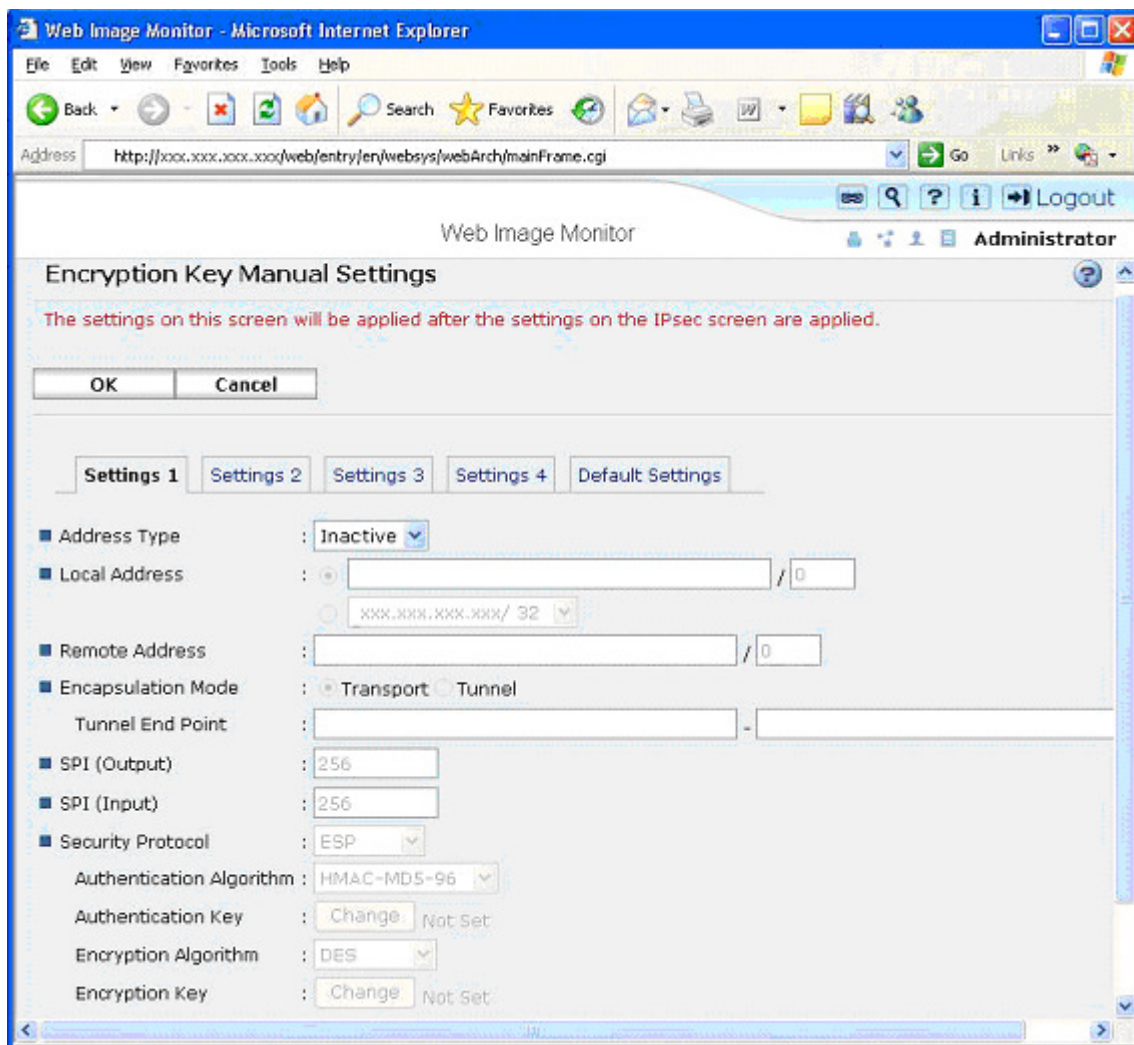 Web Image Monitor - Microsoft Internet Explorer
File Edit View Favorites Tools Help
Back Search Favorites
Address http://xxx.xxx.xxx.xxx/web/entry/en/websys/webArch/mainFrame.cgi Go Links »
? i Logout
Web Image Monitor Administrator
Encryption Key Manual Settings ?
The settings on this screen will be applied after the settings on the IPsec screen are applied.
OK Cancel
Settings 1 Settings 2 Settings 3 Settings 4 Default Settings
Address Type : Inactive
Local Address : / 0
xxx.xxx.xxx.xxx/ 32
Remote Address : / 0
Encapsulation Mode : Transport Tunnel
Tunnel End Point : -
SPI (Output) : 256
SPI (Input) : 256
Security Protocol : ESP
Authentication Algorithm : HMAC-MD5-96
Authentication Key : Change Not Set
Encryption Algorithm : DES
Encryption Key : Change Not Set